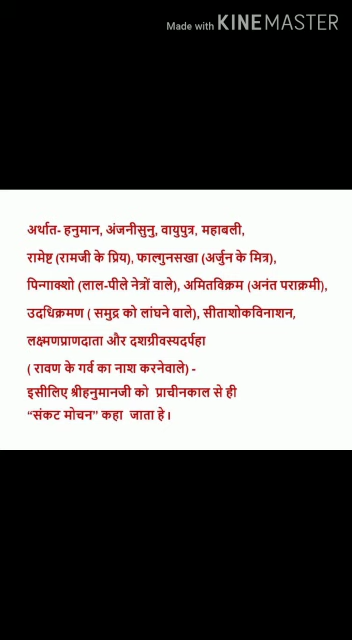 Made with KINEMASTER
अर्थात- हनुमान, अंजनीसुनु, वायुपुत्र, महाबली,
रामेष्ट (रामजी के प्रिय), फाल्गुनसखा (अर्जुन के मित्र),
पिन्गाक्शो (लाल-पीले नेत्रों वाले), अमितविक्रम (अनंत पराक्रमी),
उदधिक्रमण ( समुद्र को लांघने वाले), सीताशोकविनाशन,
लक्ष्मणप्राणदाता और दशग्रीवस्यदर्पहा
( रावण के गर्व का नाश करनेवाले) -
इसीलिए श्रीहनुमानजी को प्राचीनकाल से ही
“संकट मोचन” कहा जाता हे।